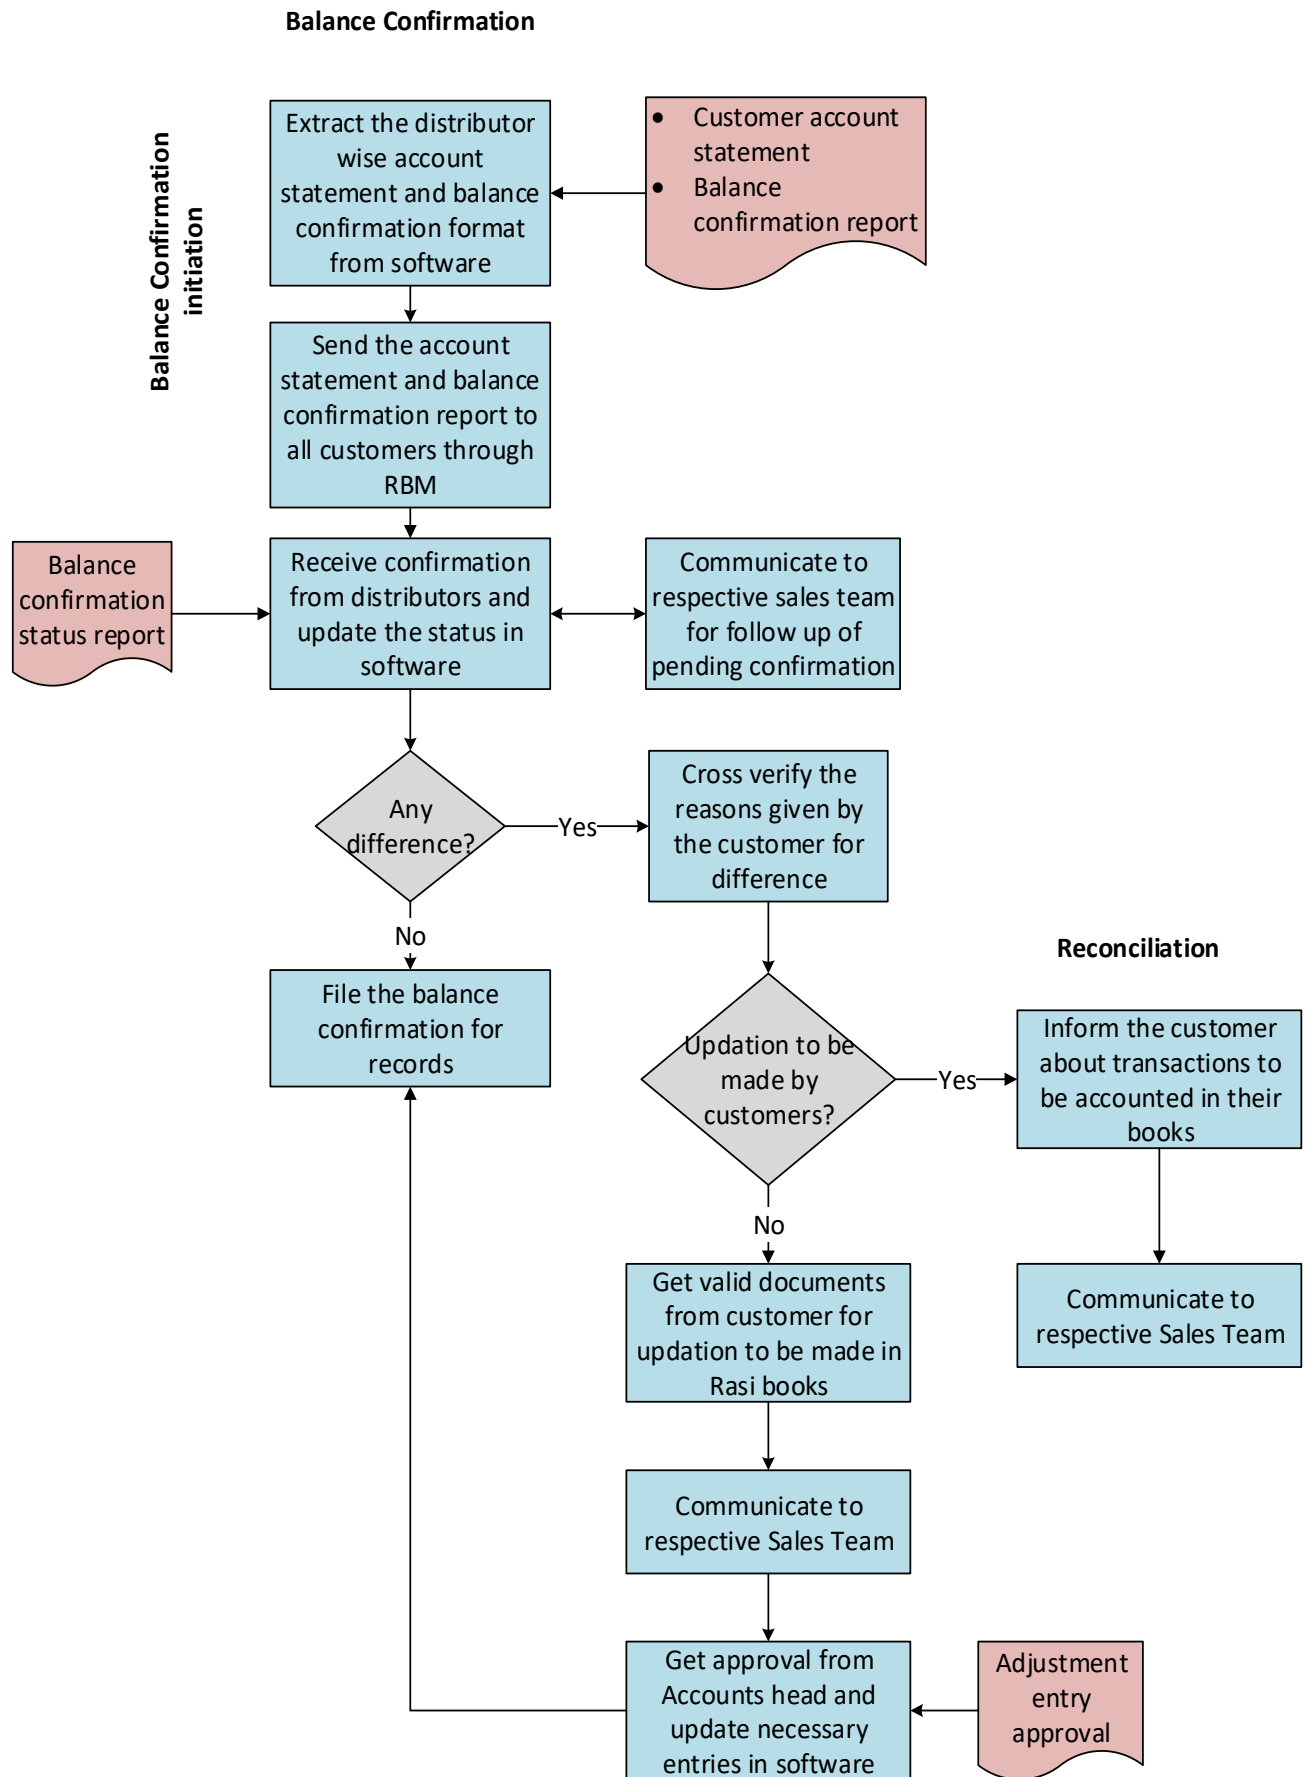 Balance Confirmation
Balance Confirmation
initiation
Extract the distributor
wise account
statement and balance
confirmation format
from software
• Customer account
statement
• Balance
confirmation report
Send the account
statement and balance
confirmation report to
all customers through
RBM
Balance
confirmation
status report
Receive confirmation
from distributors and
update the status in
software
Communicate to
respective sales team
for follow up of
pending confirmation
Any
difference?
Yes
Cross verify the
reasons given by
the customer for
difference
No
File the balance
confirmation for
records
Reconciliation
Updation to be
made by
customers?
Yes
Inform the customer
about transactions to
be accounted in their
books
Communicate to
respective Sales Team
No
Get valid documents
from customer for
updation to be made in
Rasi books
Communicate to
respective Sales Team
Get approval from
Accounts head and
update necessary
entries in software
Adjustment
entry
approval